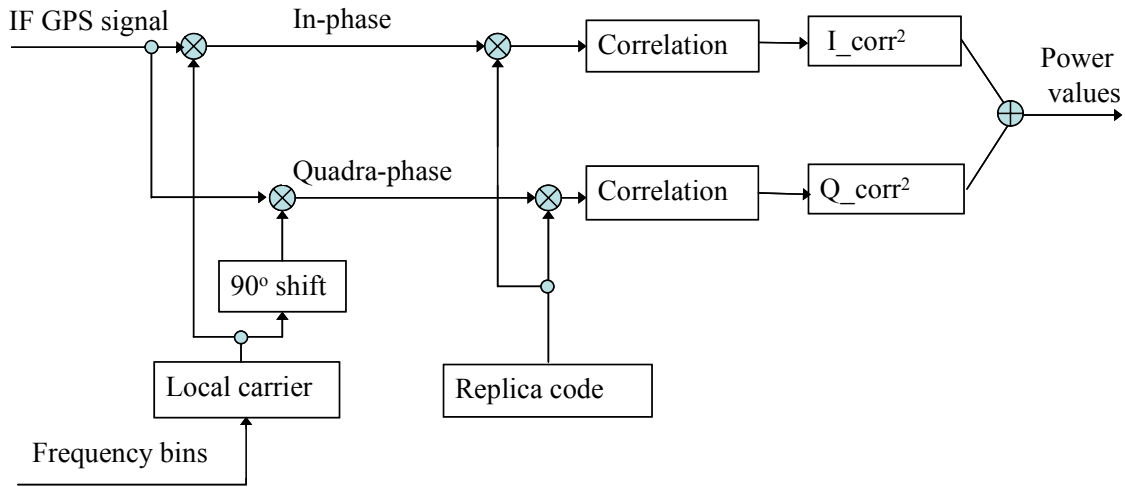 IF GPS signal
In-phase
Correlation
I_corr²
Power
values
Quadra-phase
Correlation
Q_corr²
90º shift
Local carrier
Replica code
Frequency bins